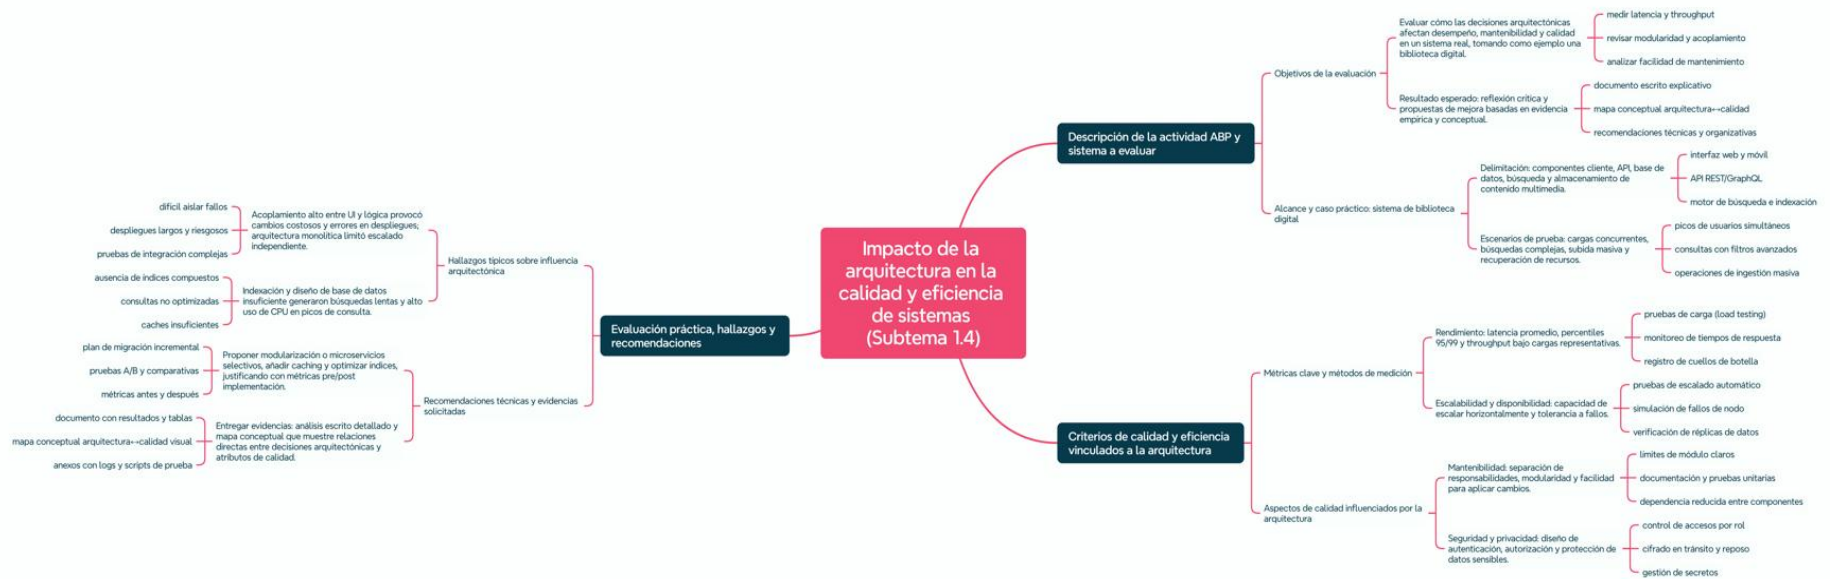 Impacto de la
arquitectura en la
calidad y eficiencia
de sistemas
(Subtema 1.4)
Descripción de la actividad ABP y
sistema a evaluar
Objetivos de la evaluación
Evaluar cómo las decisiones arquitectónicas
afectan desempeño, mantenibilidad y calidad
en un sistema real, tomando como ejemplo una
biblioteca digital.
medir latencia y throughput
revisar modularidad y acoplamiento
analizar facilidad de mantenimiento
Resultado esperado: reflexión crítica y
propuestas de mejora basadas en evidencia
empírica y conceptual.
documento escrito explicativo
mapa conceptual arquitectura↔calidad
recomendaciones técnicas y organizativas
Alcance y caso práctico: sistema de biblioteca
digital
Delimitación: componentes cliente, API, base de
datos, búsqueda y almacenamiento de
contenido multimedia.
interfaz web y móvil
API REST/GraphQL
motor de búsqueda e indexación
Escenarios de prueba: cargas concurrentes,
búsquedas complejas, subida masiva y
recuperación de recursos.
picos de usuarios simultáneos
consultas con filtros avanzados
operaciones de ingestión masiva
Criterios de calidad y eficiencia
vinculados a la arquitectura
Métricas clave y métodos de medición
Rendimiento: latencia promedio, percentiles
95/99 y throughput bajo cargas representativas.
pruebas de carga (load testing)
monitoreo de tiempos de respuesta
registro de cuellos de botella
Escalabilidad y disponibilidad: capacidad de
escalar horizontalmente y tolerancia a fallos.
pruebas de escalado automático
simulación de fallos de nodo
verificación de réplicas de datos
Aspectos de calidad influenciados por la
arquitectura
Mantenibilidad: separación de
responsabilidades, modularidad y facilidad
para aplicar cambios.
límites de módulo claros
documentación y pruebas unitarias
dependencia reducida entre componentes
Seguridad y privacidad: diseño de
autenticación, autorización y protección de
datos sensibles.
control de accesos por rol
cifrado en tránsito y reposo
gestión de secretos
Evaluación práctica, hallazgos y
recomendaciones
Hallazgos típicos sobre influencia
arquitectónica
Acoplamiento alto entre UI y lógica provocó
cambios costosos y errores en despliegues;
arquitectura monolítica limitó escalado
independiente.
difícil aislar fallos
despliegues largos y riesgosos
pruebas de integración complejas
Indexación y diseño de base de datos
insuficiente generaron búsquedas lentas y alto
uso de CPU en picos de consulta.
ausencia de índices compuestos
consultas no optimizadas
caches insuficientes
Recomendaciones técnicas y evidencias
solicitadas
Proponer modularización o microservicios
selectivos, añadir caching y optimizar índices,
justificando con métricas pre/post
implementación.
plan de migración incremental
pruebas A/B y comparativas
métricas antes y después
Entregar evidencias: análisis escrito detallado y
mapa conceptual que muestre relaciones
directas entre decisiones arquitectónicas y
atributos de calidad.
documento con resultados y tablas
mapa conceptual arquitectura↔calidad visual
anexos con logs y scripts de prueba